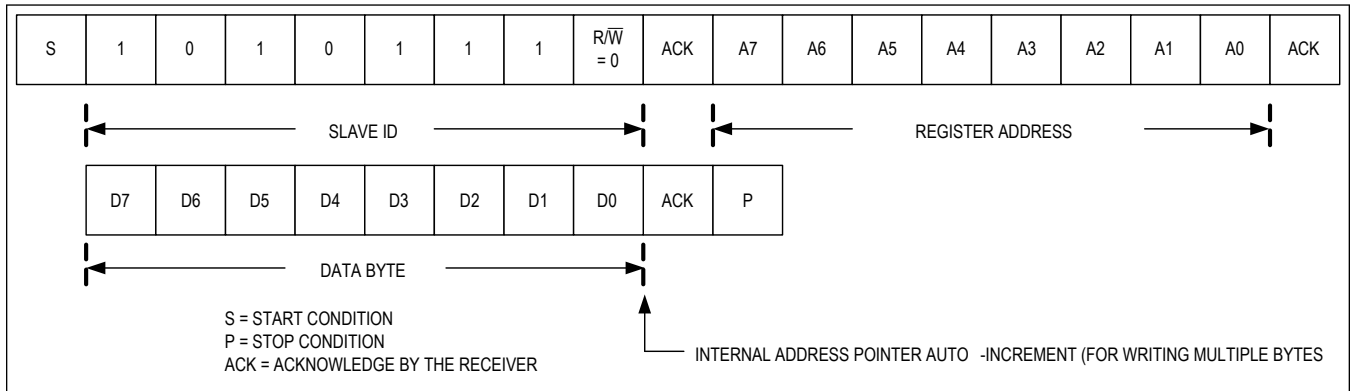 S 1 0 1 0 1 1 1 R/W̅ = 0 ACK A7 A6 A5 A4 A3 A2 A1 A0 ACK
SLAVE ID REGISTER ADDRESS
D7 D6 D5 D4 D3 D2 D1 D0 ACK P
DATA BYTE
S = START CONDITION
P = STOP CONDITION
ACK = ACKNOWLEDGE BY THE RECEIVER
INTERNAL ADDRESS POINTER AUTO -INCREMENT (FOR WRITING MULTIPLE BYTES